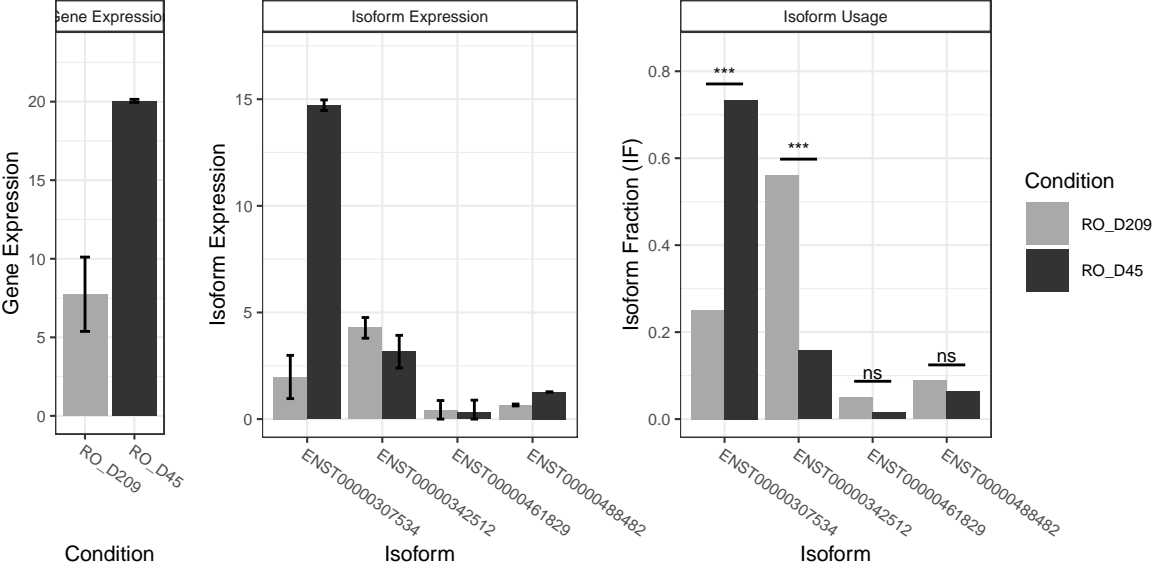 Gene Expression
Isoform Expression
Isoform Usage
Gene Expression
20
15
10
5
0
RO_D209
RO_D45
Condition
Isoform Expression
15
10
5
0
ENST00000307534
ENST00000342512
ENST00000461829
ENST00000488482
Isoform
Isoform Fraction (IF)
0.8
0.6
0.4
0.2
0.0
***
***
ns
ns
ENST00000307534
ENST00000342512
ENST00000461829
ENST00000488482
Isoform
Condition
RO_D209
RO_D45